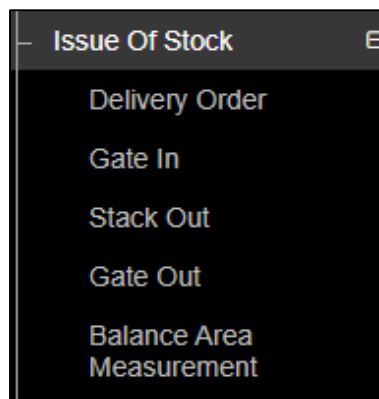 Issue Of Stock
Delivery Order
Gate In
Stack Out
Gate Out
Balance Area
Measurement